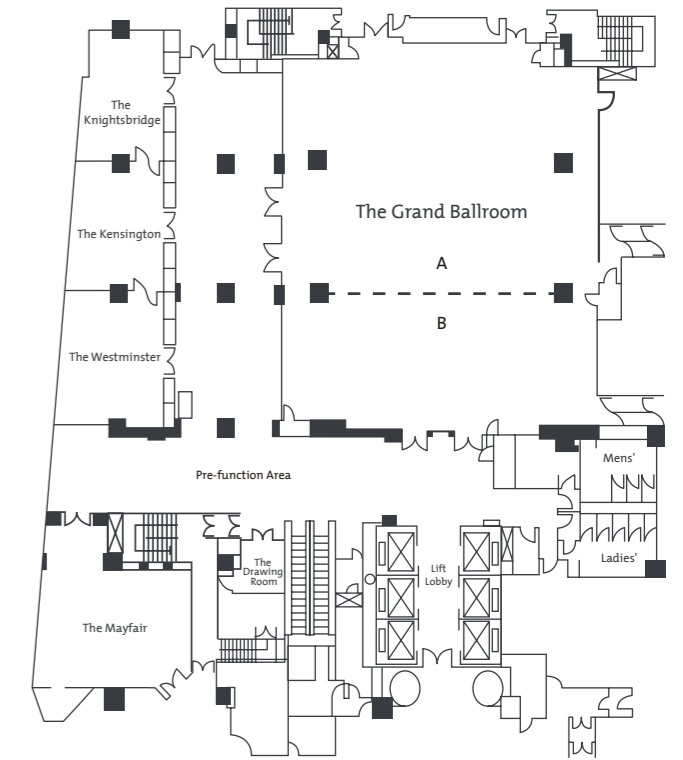 The
Knightsbridge
The Grand Ballroom
The Kensington
A
B
The Westminster
Mens'
Pre-function Area
Ladies'
The
Drawing
Room
Lift
Lobby
The Mayfair